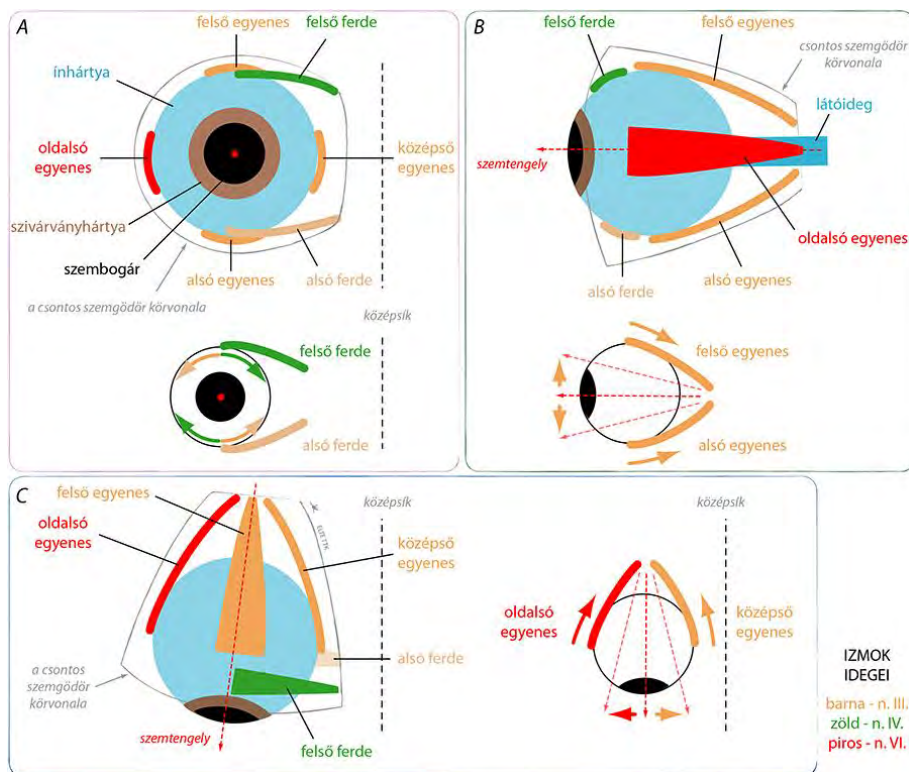 A
felső egyenes
felső ferde
ínhártya
oldalsó
egyenes
középső
egyenes
szivárványhártya
szembogár
alsó egyenes
alsó ferde
a csontos szemgödör körvonala
középsík
felső ferde
alsó ferde
B
felső ferde
felső egyenes
csontos szemgödör
körvonala
látóideg
szemtengely
oldalsó egyenes
alsó ferde
alsó egyenes
felső egyenes
alsó egyenes
C
felső egyenes
oldalsó
egyenes
középsík
középső
egyenes
alsó ferde
a csontos
szemgödör
körvonala
szemtengely
felső ferde
középsík
oldalsó
egyenes
középső
egyenes
IZMOK
IDEGEI
barna - n. III.
zöld - n. IV.
piros - n. VI.